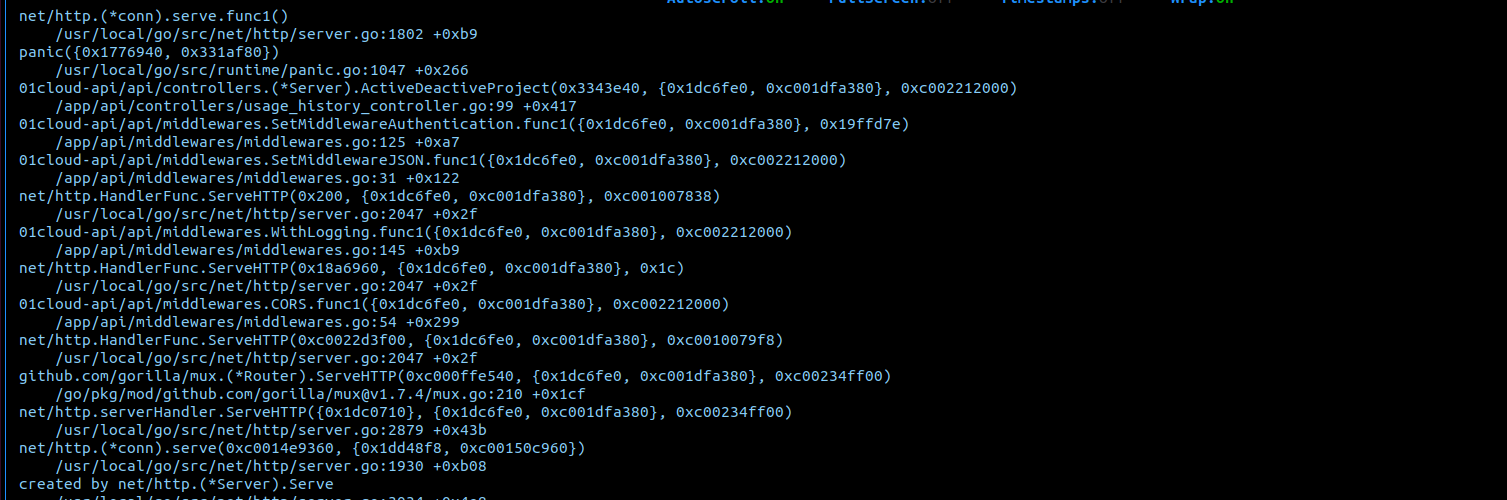 Autoscroll:On FullScreen:Off Timestamps:Off Wrap:On
net/http.(*conn).serve.func1()
/usr/local/go/src/net/http/server.go:1802 +0xb9
panic({0x1776940, 0x331af80})
/usr/local/go/src/runtime/panic.go:1047 +0x266
01cloud-api/api/controllers.(*Server).ActiveDeactiveProject(0x3343e40, {0x1dc6fe0, 0xc001dfa380}, 0xc002212000)
/app/api/controllers/usage_history_controller.go:99 +0x417
01cloud-api/api/middlewares.SetMiddlewareAuthentication.func1({0x1dc6fe0, 0xc001dfa380}, 0x19ffd7e)
/app/api/middlewares/middlewares.go:125 +0xa7
01cloud-api/api/middlewares.SetMiddlewareJSON.func1({0x1dc6fe0, 0xc001dfa380}, 0xc002212000)
/app/api/middlewares/middlewares.go:31 +0x122
net/http.HandlerFunc.ServeHTTP(0x200, {0x1dc6fe0, 0xc001dfa380}, 0xc001007838)
/usr/local/go/src/net/http/server.go:2047 +0x2f
01cloud-api/api/middlewares.WithLogging.func1({0x1dc6fe0, 0xc001dfa380}, 0xc002212000)
/app/api/middlewares/middlewares.go:145 +0xb9
net/http.HandlerFunc.ServeHTTP(0x18a6960, {0x1dc6fe0, 0xc001dfa380}, 0x1c)
/usr/local/go/src/net/http/server.go:2047 +0x2f
01cloud-api/api/middlewares.CORS.func1({0x1dc6fe0, 0xc001dfa380}, 0xc002212000)
/app/api/middlewares/middlewares.go:54 +0x299
net/http.HandlerFunc.ServeHTTP(0xc0022d3f00, {0x1dc6fe0, 0xc001dfa380}, 0xc0010079f8)
/usr/local/go/src/net/http/server.go:2047 +0x2f
github.com/gorilla/mux.(*Router).ServeHTTP(0xc000ffe540, {0x1dc6fe0, 0xc001dfa380}, 0xc00234ff00)
/go/pkg/mod/github.com/gorilla/mux@v1.7.4/mux.go:210 +0x1cf
net/http.serverHandler.ServeHTTP({0x1dc0710}, {0x1dc6fe0, 0xc001dfa380}, 0xc00234ff00)
/usr/local/go/src/net/http/server.go:2879 +0x43b
net/http.(*conn).serve(0xc0014e9360, {0x1dd48f8, 0xc00150c960})
/usr/local/go/src/net/http/server.go:1930 +0xb08
created by net/http.(*Server).Serve